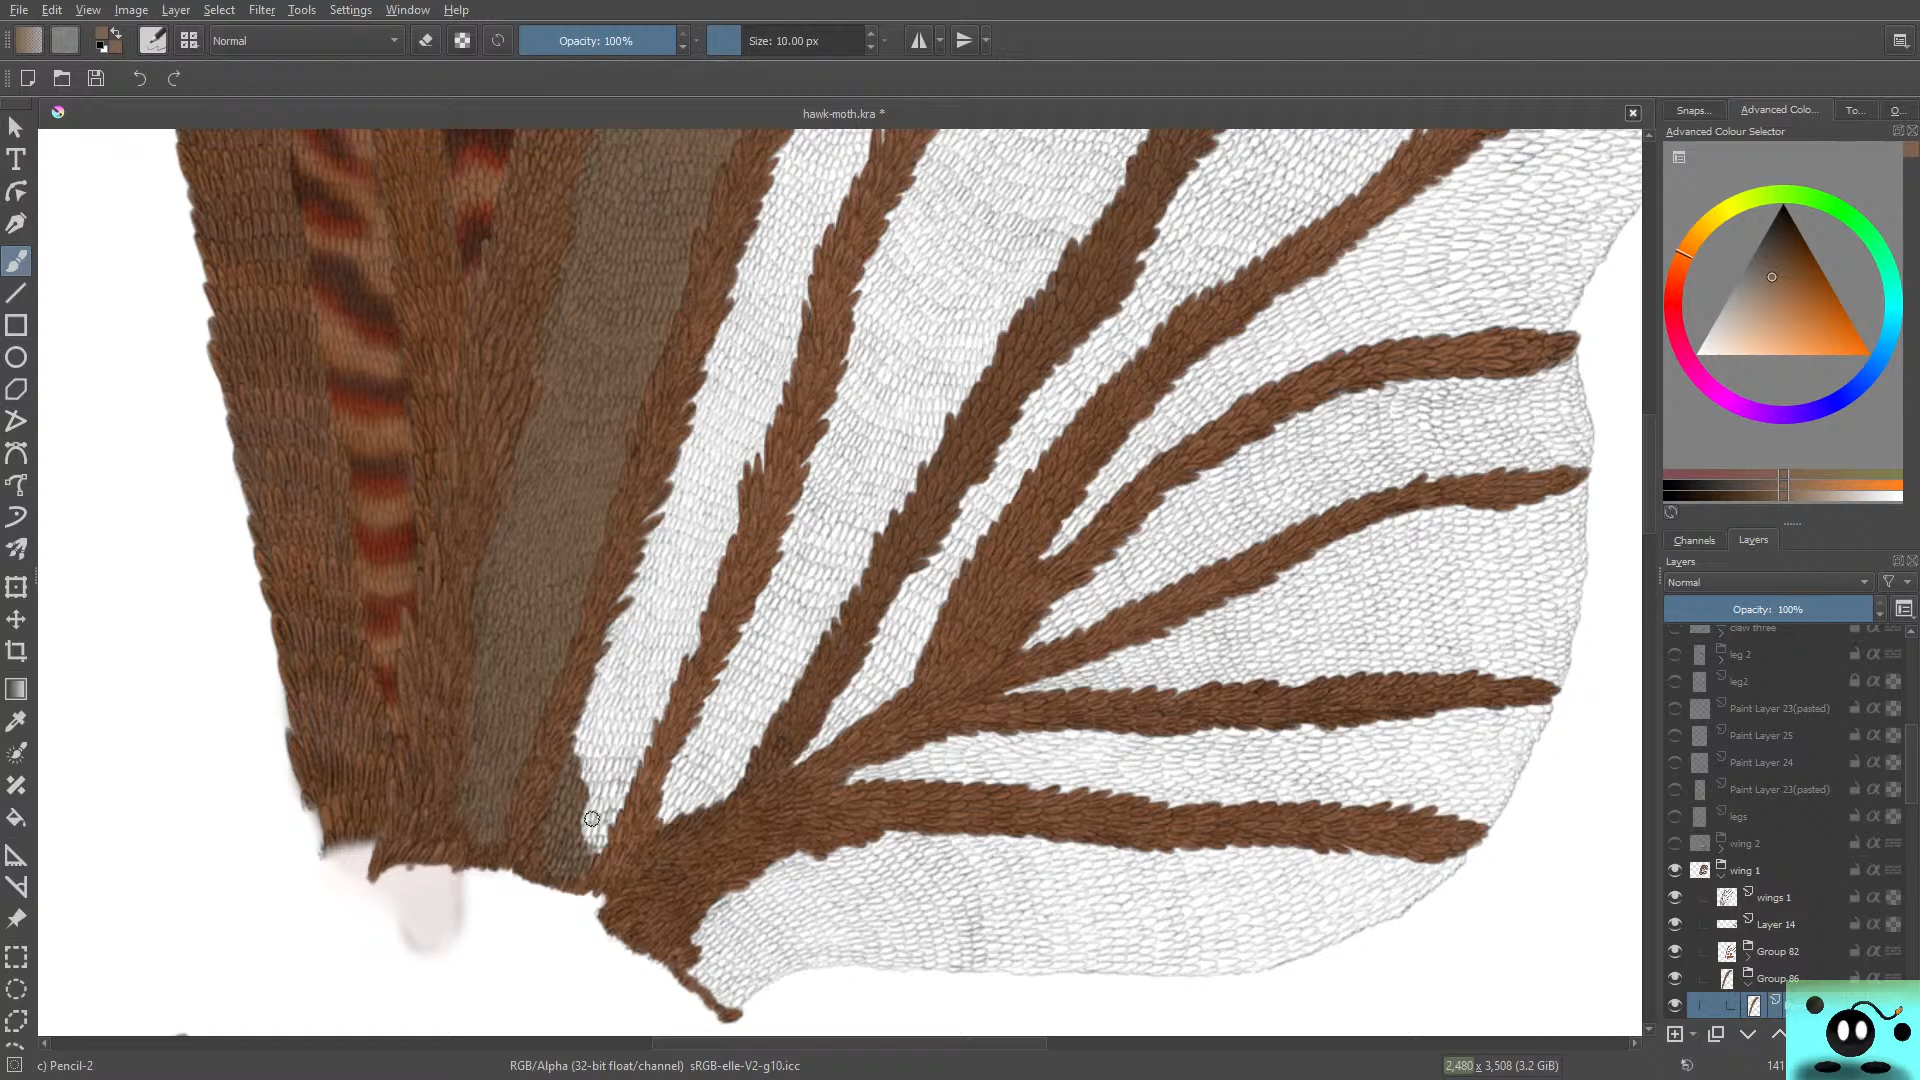 File Edit View Image Layer Select Filter Tools Settings Window Help
Normal Opacity: 100% Size: 10.00 px
hawk-moth.kra *
Snaps... Advanced Colo... To... O...
Advanced Colour Selector
Channels Layers
Layers
Normal
Opacity: 100%
claw three
leg 2
leg2
Paint Layer 23(pasted)
Paint Layer 25
Paint Layer 24
Paint Layer 23(pasted)
legs
wing 2
wing 1
wings 1
Layer 14
Group 82
Group 86
c) Pencil-2 RGB/Alpha (32-bit float/channel) sRGB-elle-V2-g10.icc 2,480 x 3,508 (3.2 GiB) 141